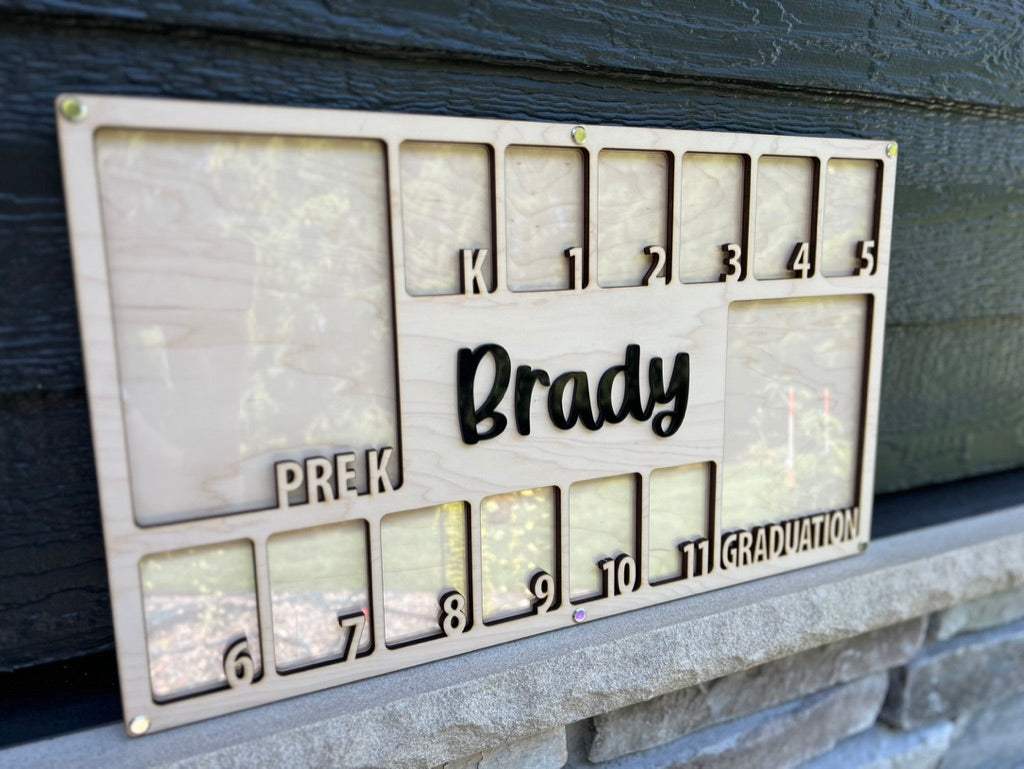 K 1 2 3 4 5
Brady
PRE K
GRADUATION
6 7 8 9 10 11